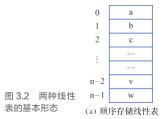 0 a
1 b
2 c
… …
… …
n−2 v
n−1 w
图 3.2 两种线性
表的基本形态
(a) 顺序存储线性表